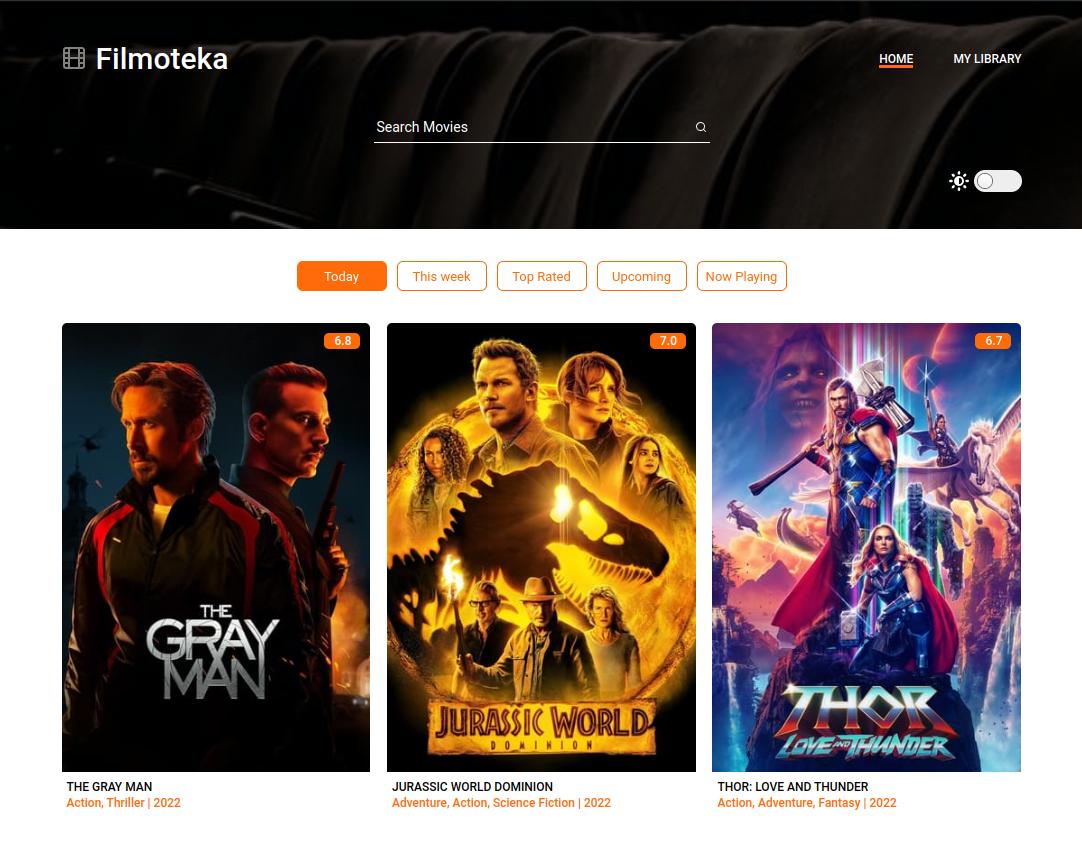 Filmoteka
HOME
MY LIBRARY
Search Movies
Today
This week
Top Rated
Upcoming
Now Playing
6.8
7.0
6.7
THE
GRAY
MAN
JURASSIC WORLD
DOMINION
THOR
LOVE AND THUNDER
THE GRAY MAN
Action, Thriller | 2022
JURASSIC WORLD DOMINION
Adventure, Action, Science Fiction | 2022
THOR: LOVE AND THUNDER
Action, Adventure, Fantasy | 2022